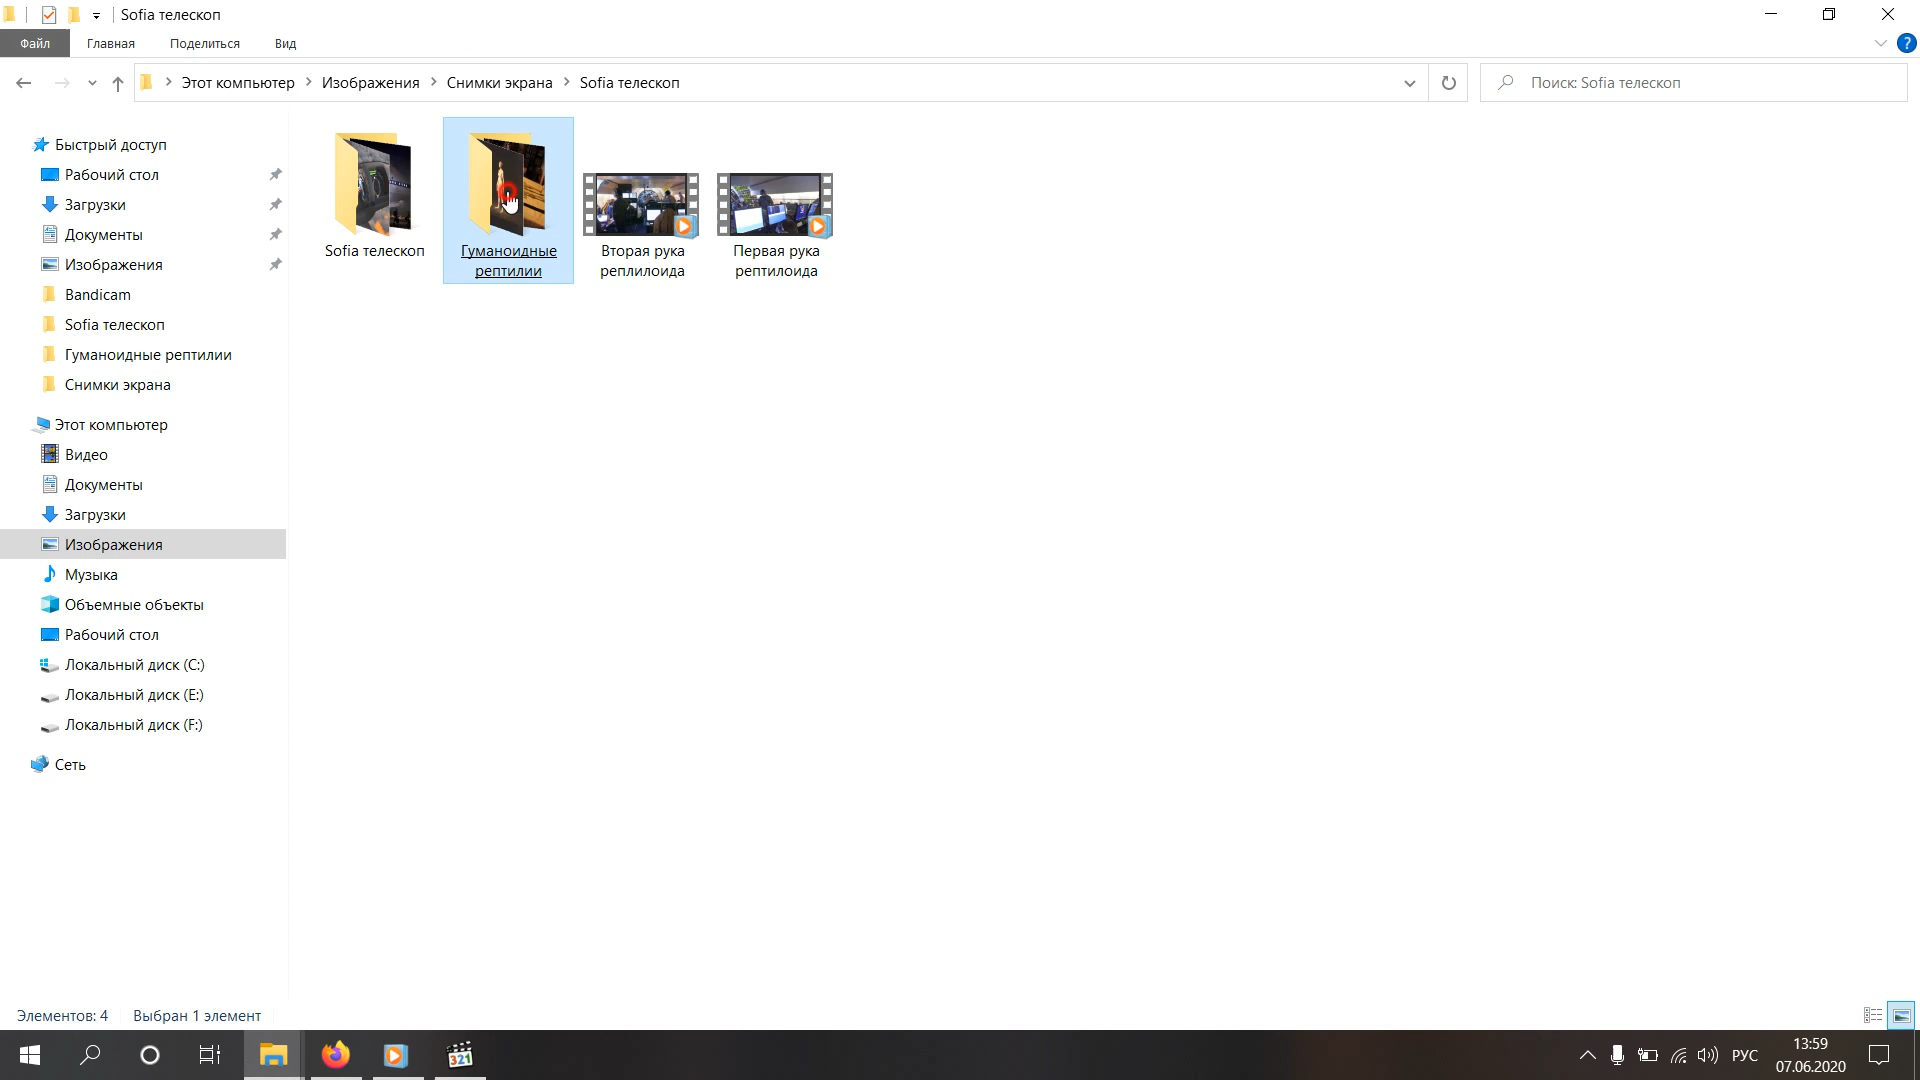 Sofia телескоп
Файл
Главная
Поделиться
Вид
?
Этот компьютер
Изображения
Снимки экрана
Sofia телескоп
Поиск: Sofia телескоп
Быстрый доступ
Рабочий стол
Загрузки
Документы
Изображения
Bandicam
Sofia телескоп
Гуманоидные рептилии
Снимки экрана
Этот компьютер
Видео
Документы
Загрузки
Изображения
Музыка
Объемные объекты
Рабочий стол
Локальный диск (C:)
Локальный диск (E:)
Локальный диск (F:)
Сеть
Sofia телескоп
Гуманоидные
рептилии
Вторая рука
реплилоида
Первая рука
рептилоида
Элементов: 4
Выбран 1 элемент
321
РУС
13:59
07.06.2020